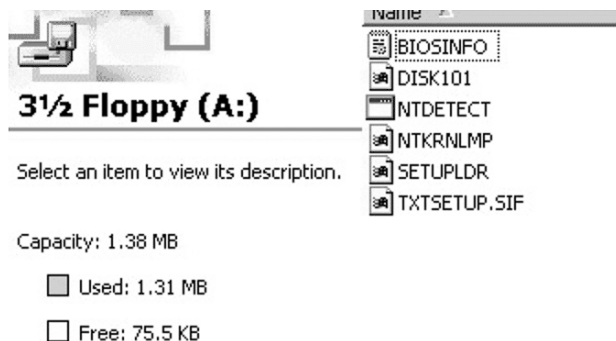 Name
3½ Floppy (A:)
Select an item to view its description.
Capacity: 1.38 MB
Used: 1.31 MB
Free: 75.5 KB
BIOSINFO
DISK101
NTDETECT
NTKRNLMP
SETUPLDR
TXTSETUP.SIF